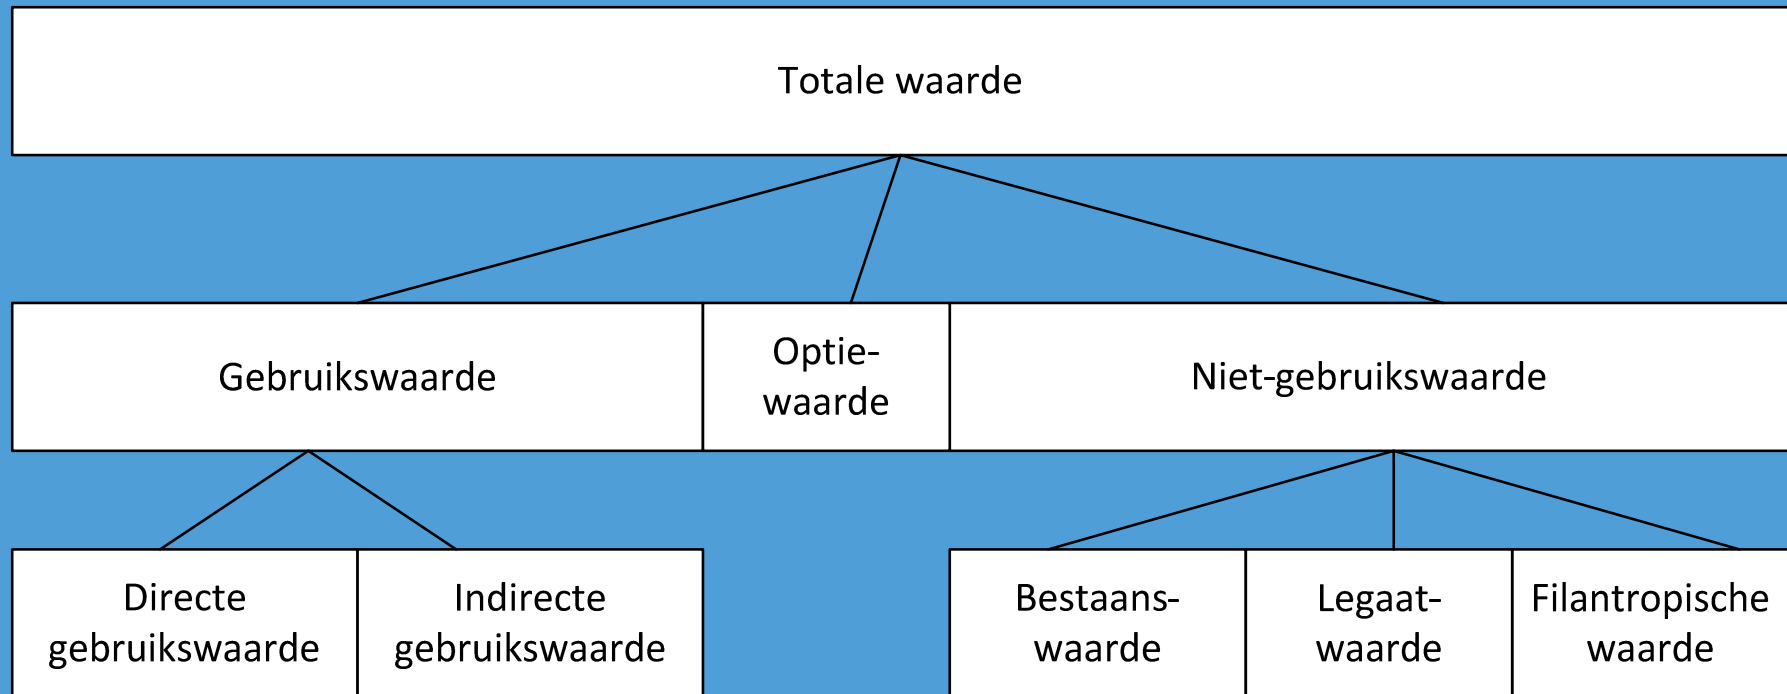 Totale waarde
Gebruikswaarde
Optie-
waarde
Niet-gebruikswaarde
Directe
gebruikswaarde
Indirecte
gebruikswaarde
Bestaans-
waarde
Legaat-
waarde
Filantropische
waarde